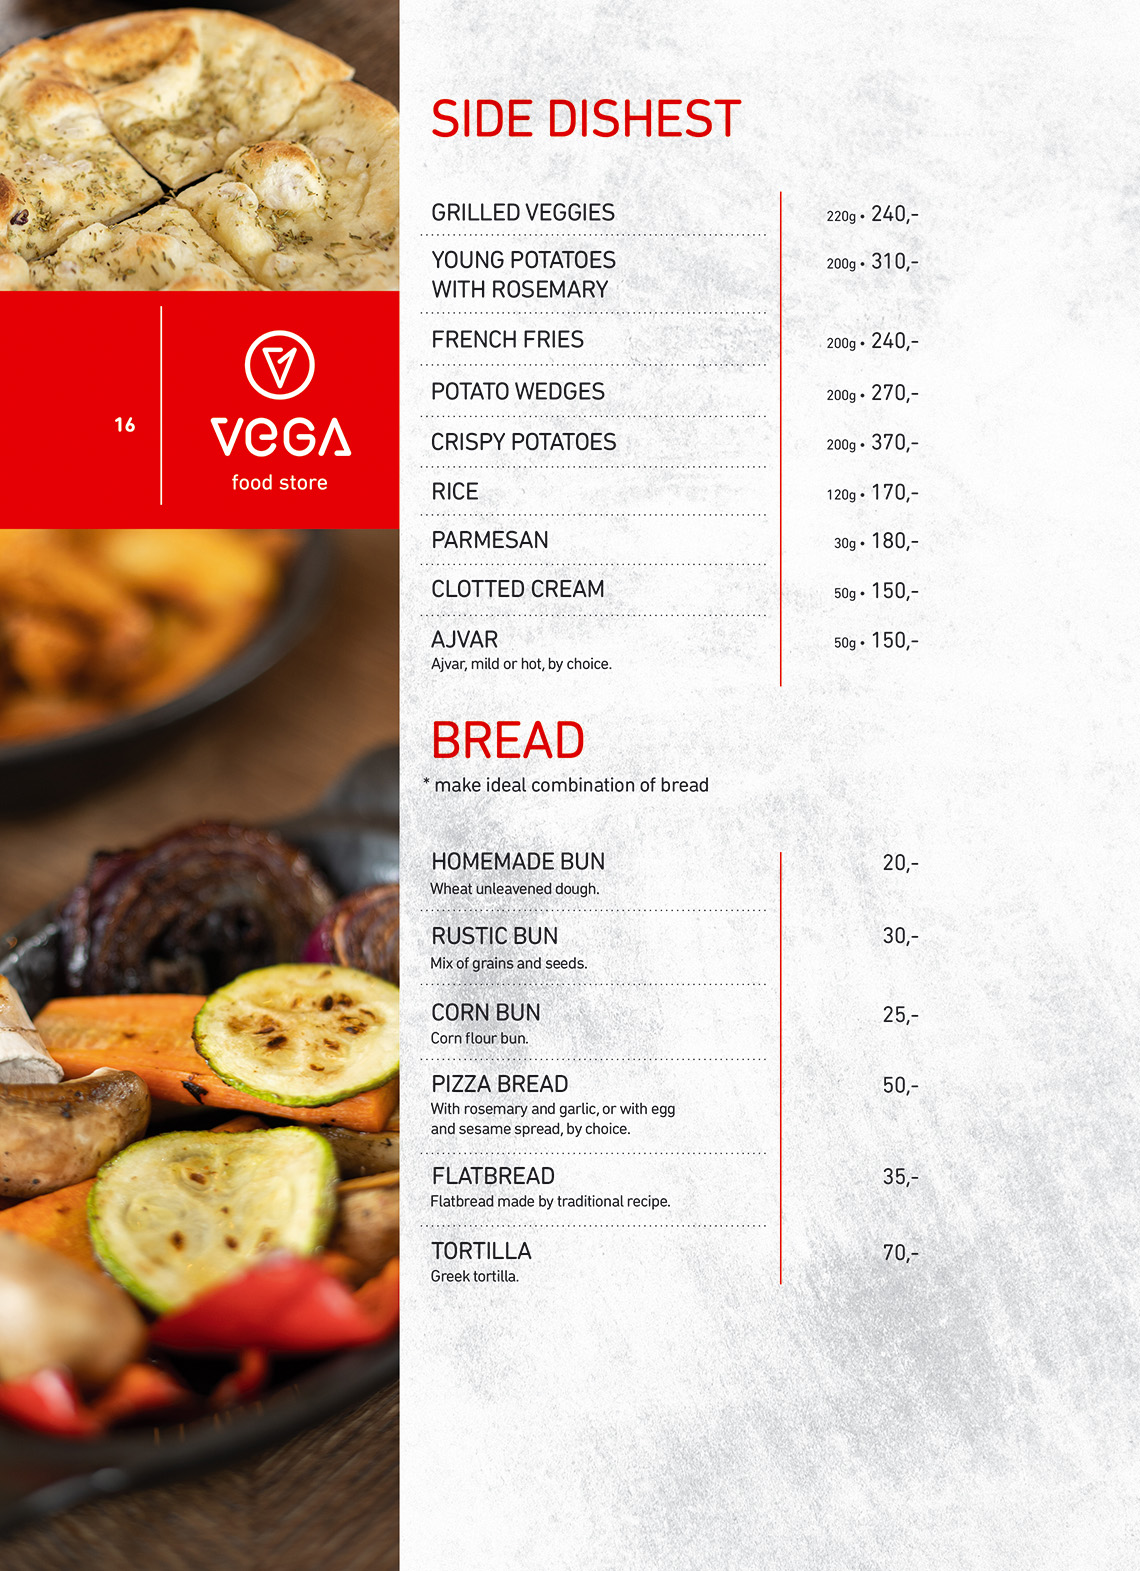 SIDE DISHEST
GRILLED VEGGIES 220g • 240,-
YOUNG POTATOES 200g • 310,-
WITH ROSEMARY
FRENCH FRIES 200g • 240,-
POTATO WEDGES 200g • 270,-
CRISPY POTATOES 200g • 370,-
RICE 120g • 170,-
PARMESAN 30g • 180,-
CLOTTED CREAM 50g • 150,-
AJVAR 50g • 150,-
Ajvar, mild or hot, by choice.
16
VEGA
food store
BREAD
* make ideal combination of bread
HOMEMADE BUN 20,-
Wheat unleavened dough.
RUSTIC BUN 30,-
Mix of grains and seeds.
CORN BUN 25,-
Corn flour bun.
PIZZA BREAD 50,-
With rosemary and garlic, or with egg
and sesame spread, by choice.
FLATBREAD 35,-
Flatbread made by traditional recipe.
TORTILLA 70,-
Greek tortilla.